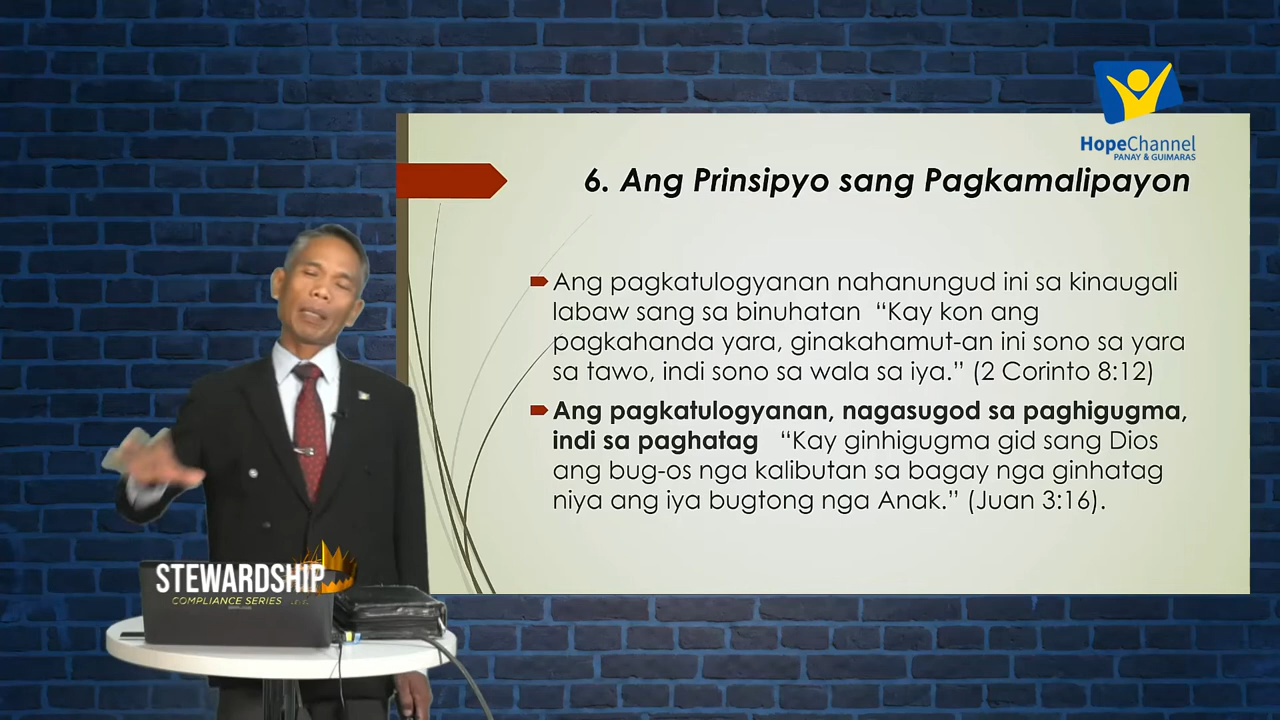 HopeChannel
PANAY & GUIMARAS
6. Ang Prinsipyo sang Pagkamalipayon
Ang pagkatulogyanan nahanungud ini sa kinaugali
labaw sang sa binuhatan “Kay kon ang
pagkahanda yara, ginakahamut-an ini sono sa yara
sa tawo, indi sono sa wala sa iya.” (2 Corinto 8:12)
Ang pagkatulogyanan, nagasugod sa paghigugma,
indi sa paghatag “Kay ginhigugma gid sang Dios
ang bug-os nga kalibutan sa bagay nga ginhatag
niya ang iya bugtong nga Anak.” (Juan 3:16).
STEWARDSHIP
COMPLIANCE SERIES